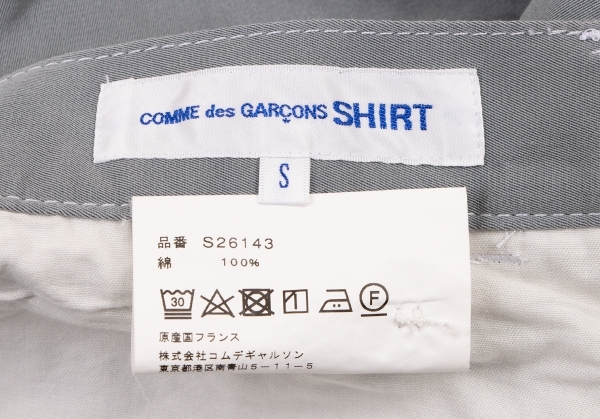 COMME des GARÇONS SHIRT
S
品番 S26143
綿 100%
30 F
原産国フランス
株式会社コムデギャルソン
東京都港区南青山5-11-5